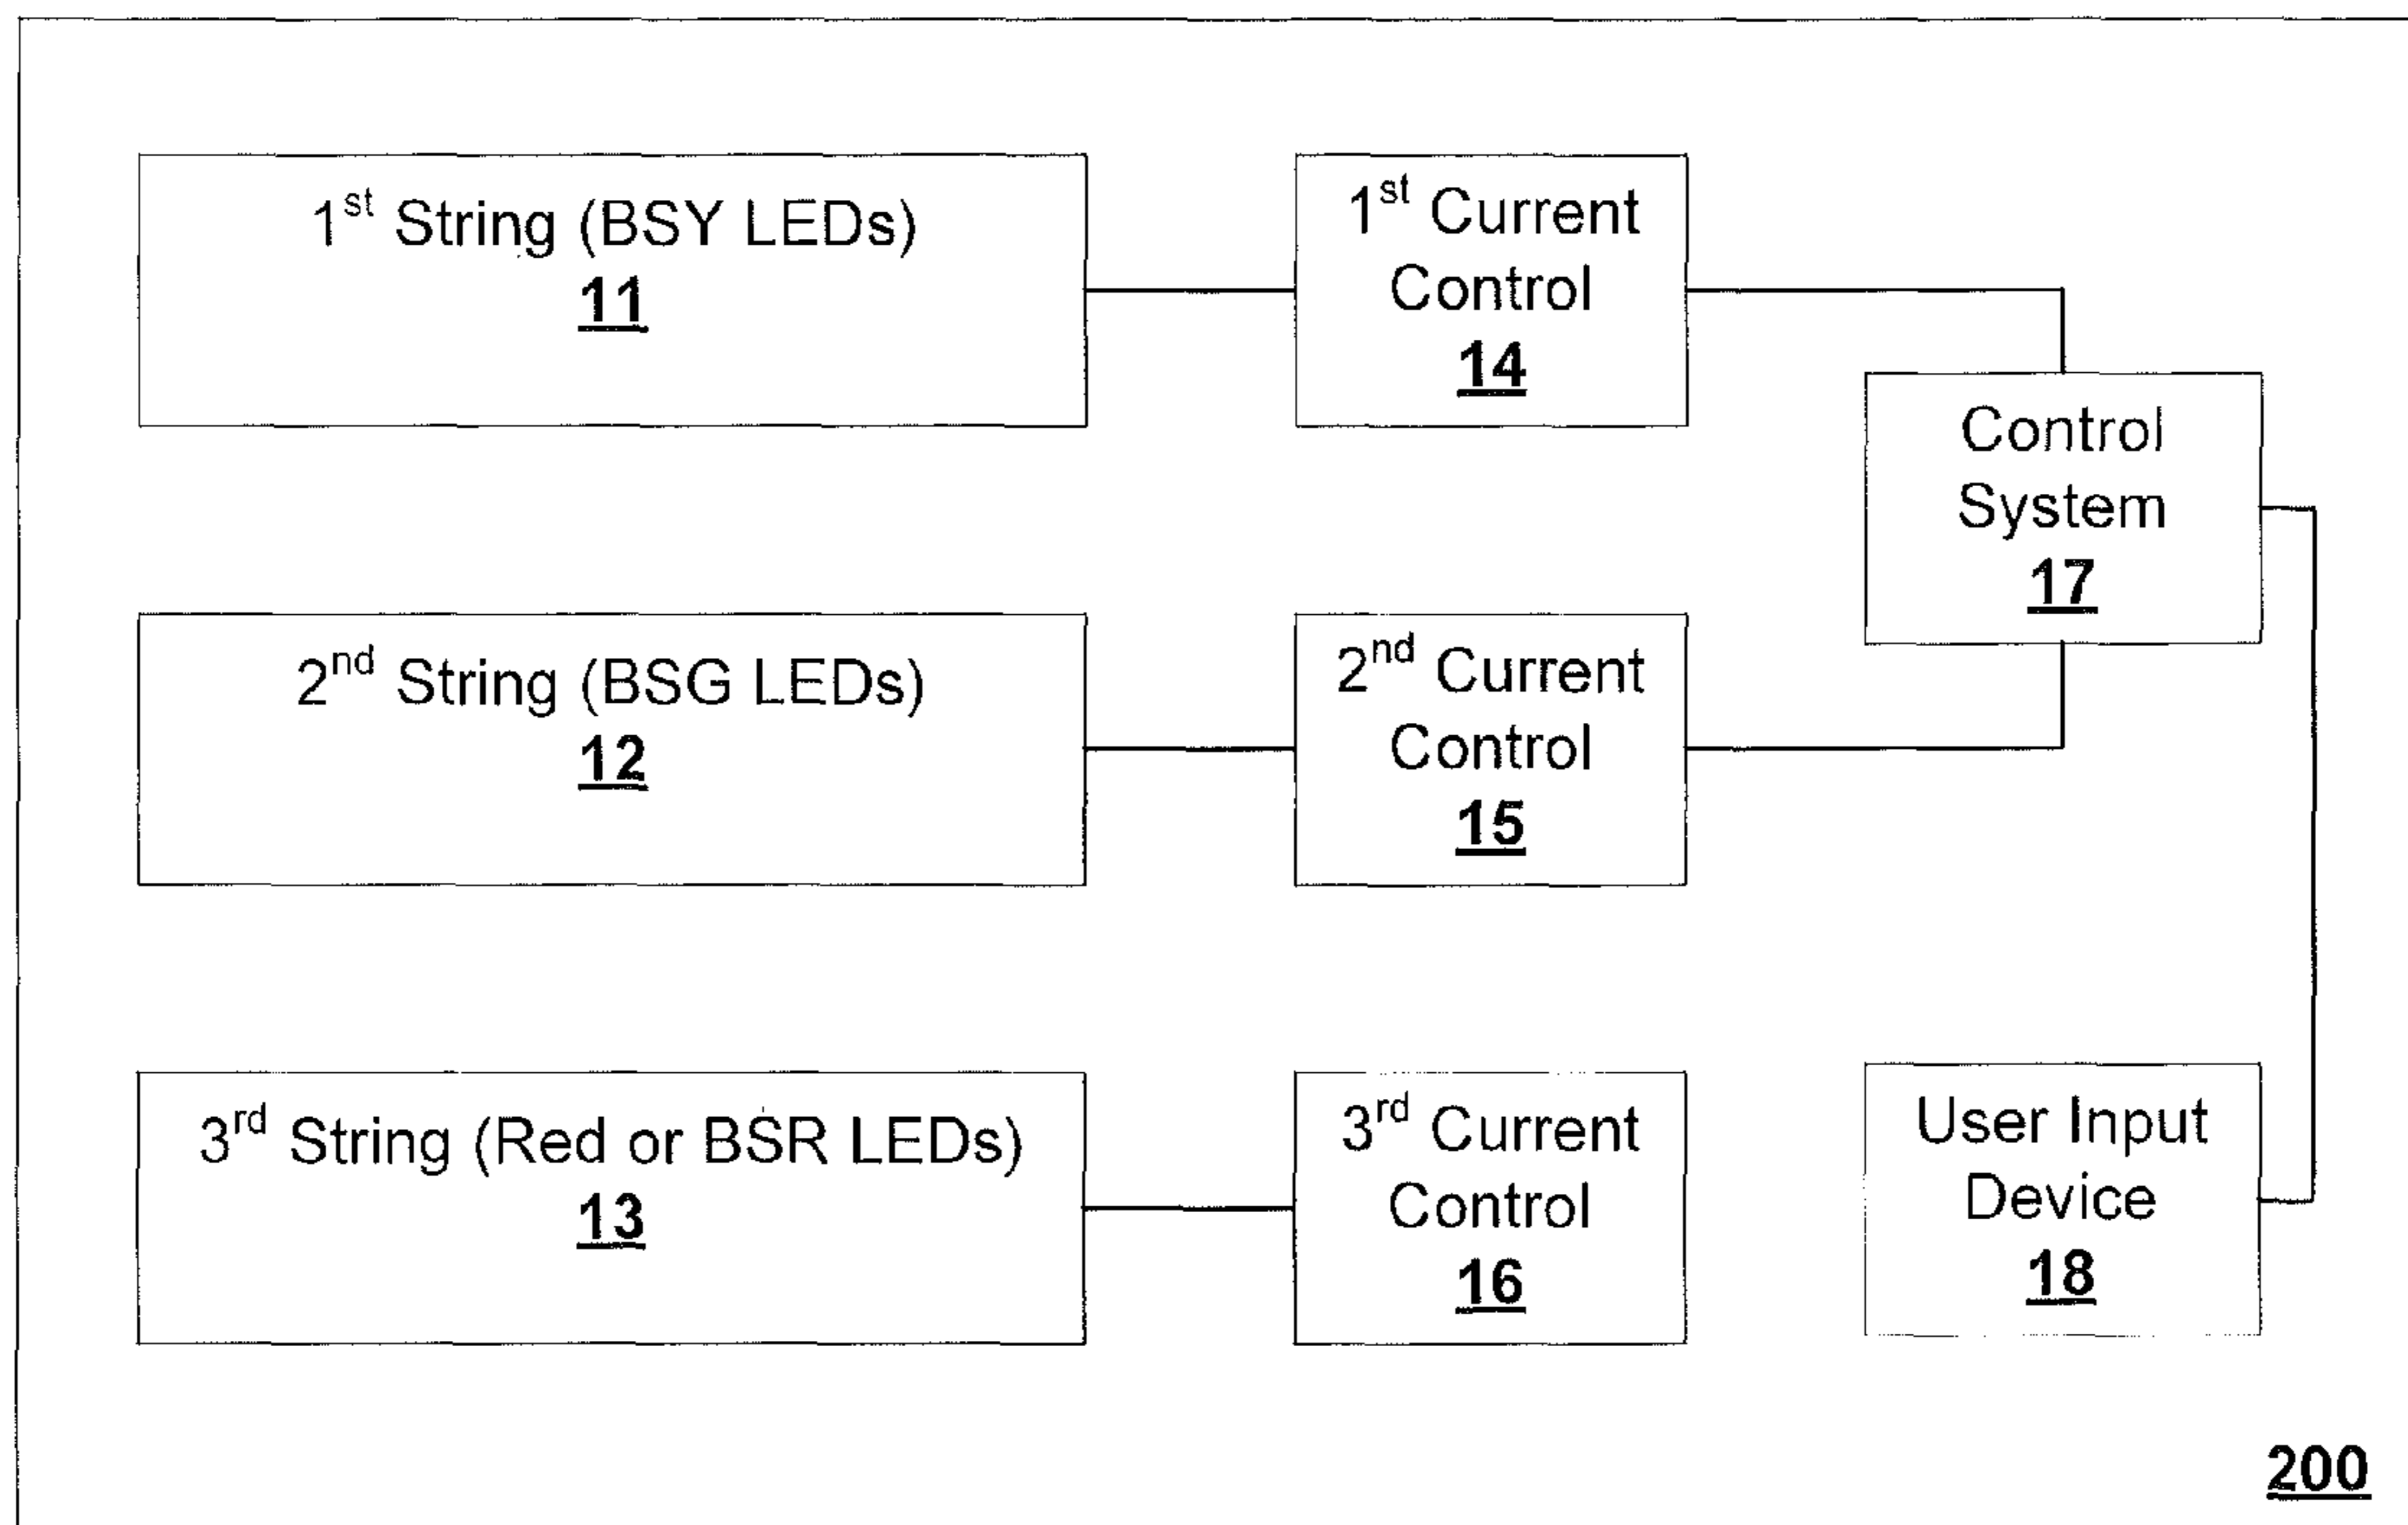 1st String (BSY LEDs)
11
1st Current
Control
14
Control
System
17
2nd String (BSG LEDs)
12
2nd Current
Control
15
3rd String (Red or BSR LEDs)
13
3rd Current
Control
16
User Input
Device
18
200